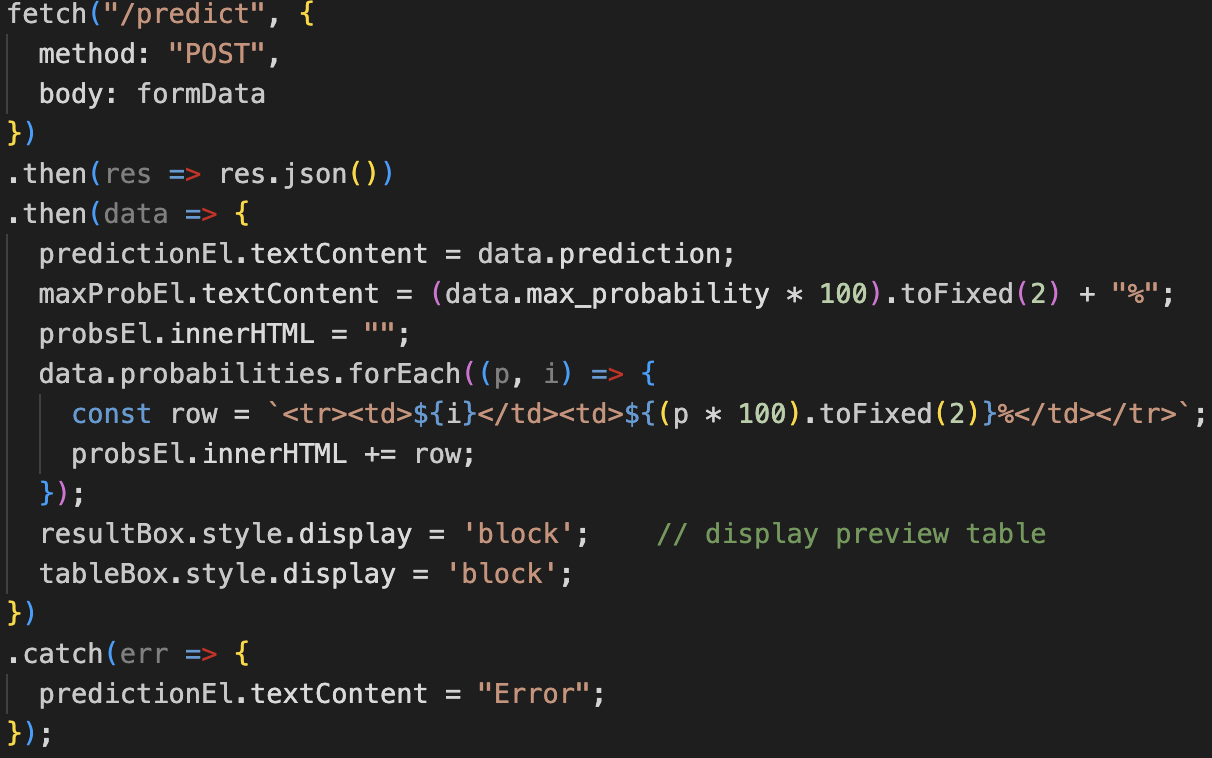 fetch("/predict", {
  method: "POST",
  body: formData
})
.then(res => res.json())
.then(data => {
  predictionEl.textContent = data.prediction;
  maxProbEl.textContent = (data.max_probability * 100).toFixed(2) + "%";
  probsEl.innerHTML = "";
  data.probabilities.forEach((p, i) => {
    const row = `<tr><td>${i}</td><td>${(p * 100).toFixed(2)}%</td></tr>`;
    probsEl.innerHTML += row;
  });
  resultBox.style.display = 'block';    // display preview table
  tableBox.style.display = 'block';
})
.catch(err => {
  predictionEl.textContent = "Error";
});